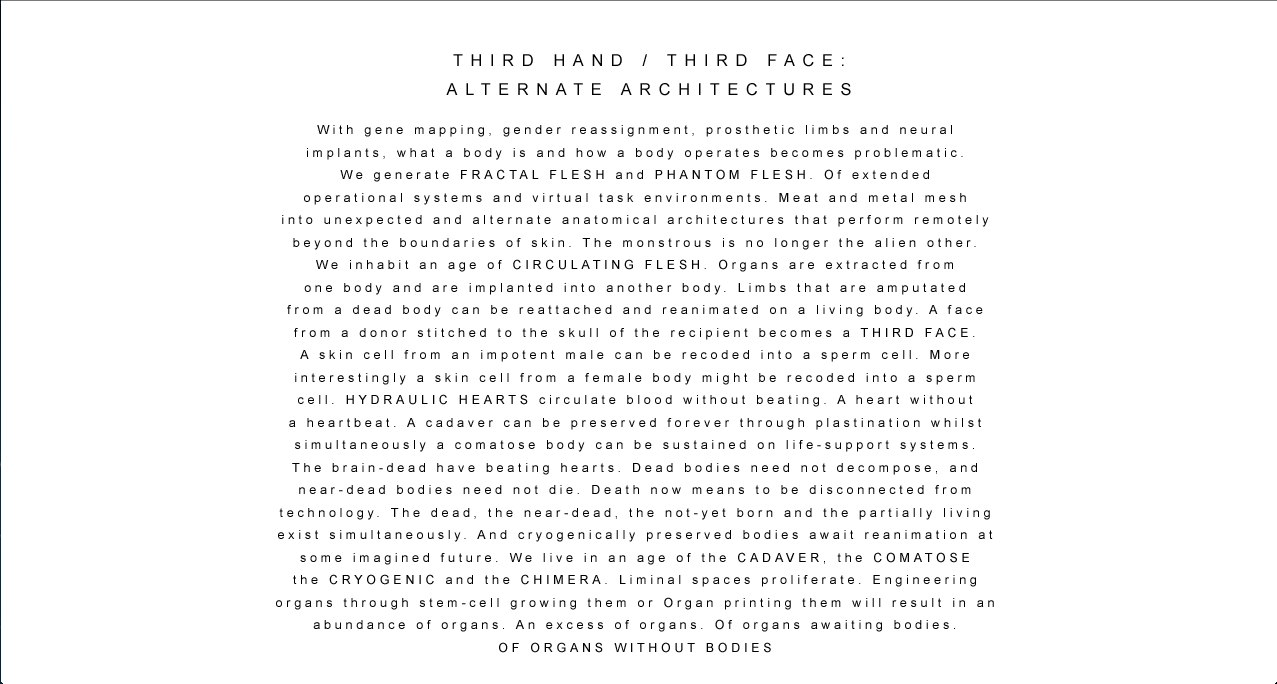 THIRD HAND / THIRD FACE:
ALTERNATE ARCHITECTURES
With gene mapping, gender reassignment, prosthetic limbs and neural
implants, what a body is and how a body operates becomes problematic.
We generate FRACTAL FLESH and PHANTOM FLESH. Of extended
operational systems and virtual task environments. Meat and metal mesh
into unexpected and alternate anatomical architectures that perform remotely
beyond the boundaries of skin. The monstrous is no longer the alien other.
We inhabit an age of CIRCULATING FLESH. Organs are extracted from
one body and are implanted into another body. Limbs that are amputated
from a dead body can be reattached and reanimated on a living body. A face
from a donor stitched to the skull of the recipient becomes a THIRD FACE.
A skin cell from an impotent male can be recoded into a sperm cell. More
interestingly a skin cell from a female body might be recoded into a sperm
cell. HYDRAULIC HEARTS circulate blood without beating. A heart without
a heartbeat. A cadaver can be preserved forever through plastination whilst
simultaneously a comatose body can be sustained on life-support systems.
The brain-dead have beating hearts. Dead bodies need not decompose, and
near-dead bodies need not die. Death now means to be disconnected from
technology. The dead, the near-dead, the not-yet born and the partially living
exist simultaneously. And cryogenically preserved bodies await reanimation at
some imagined future. We live in an age of the CADAVER, the COMATOSE
the CRYOGENIC and the CHIMERA. Liminal spaces proliferate. Engineering
organs through stem-cell growing them or Organ printing them will result in an
abundance of organs. An excess of organs. Of organs awaiting bodies.
OF ORGANS WITHOUT BODIES